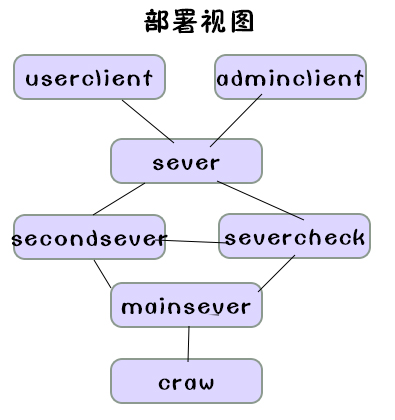 部署视图
userclient
adminclient
sever
secondsever
severcheck
mainsever
craw